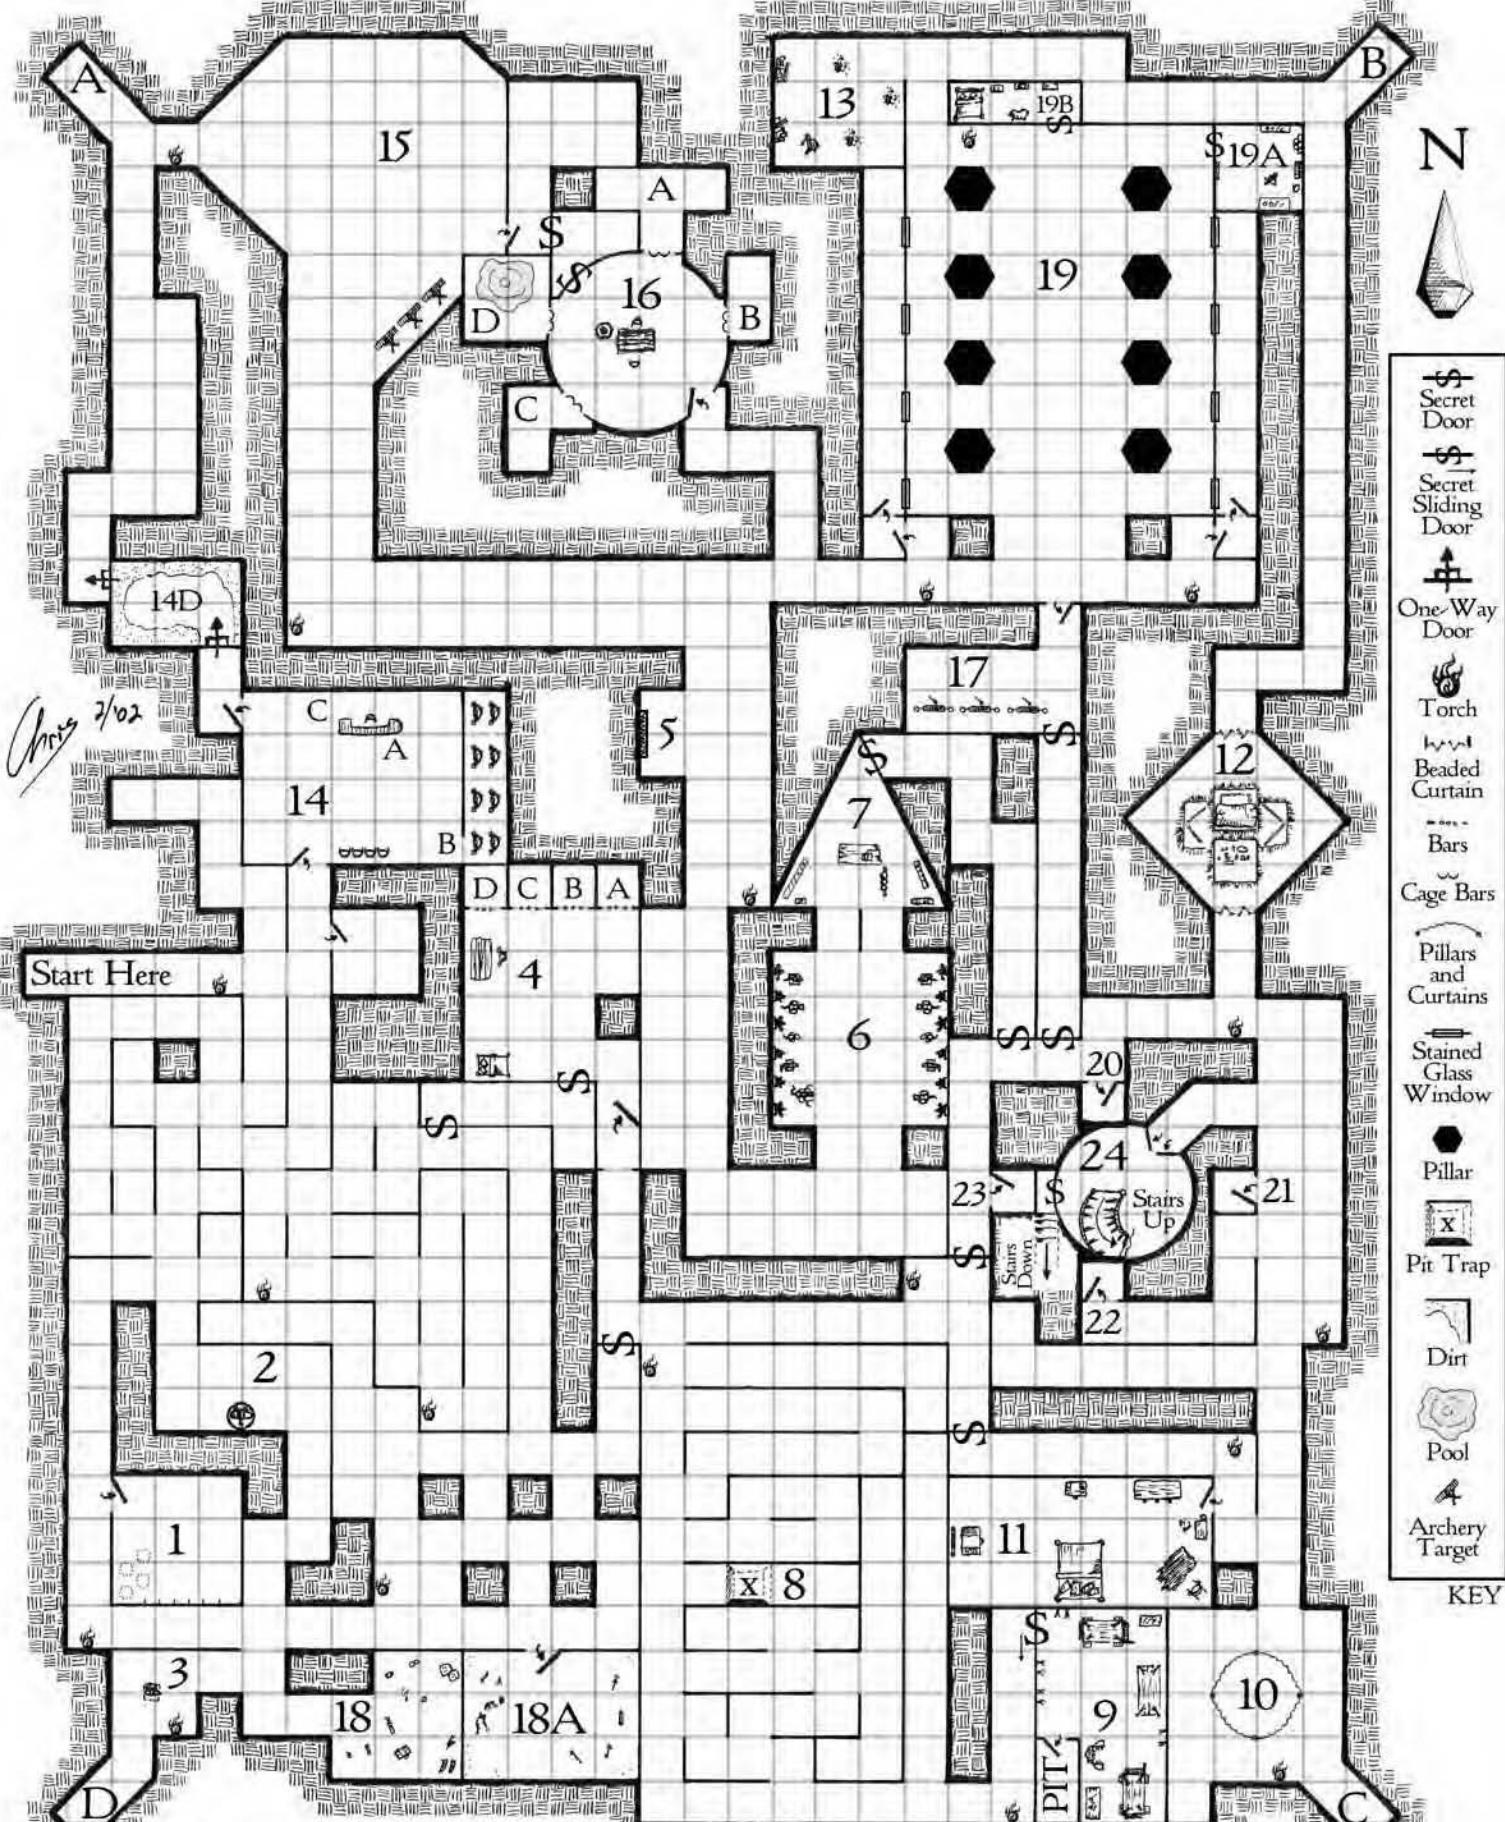 A
B
13
19B
S
15
S
19A
N
A
S
S
16
19
D
B
C
Secret
Door
Secret
Sliding
Door
One-Way
Door
Torch
Beaded
Curtain
Bars
Cage Bars
Pillars
and
Curtains
Stained
Glass
Window
Pillar
X
Pit Trap
Dirt
Pool
Archery
Target
KEY
14D
17
Chris 2/'02
C
A
5
S
S
12
14
7
B
D C B A
Start Here
4
6
S S
20
S
S
24
23
S
Stairs
Up
21
Stairs
Down
S
22
S
2
S
1
11
X
8
3
S
18
18A
9
10
PIT
D
C